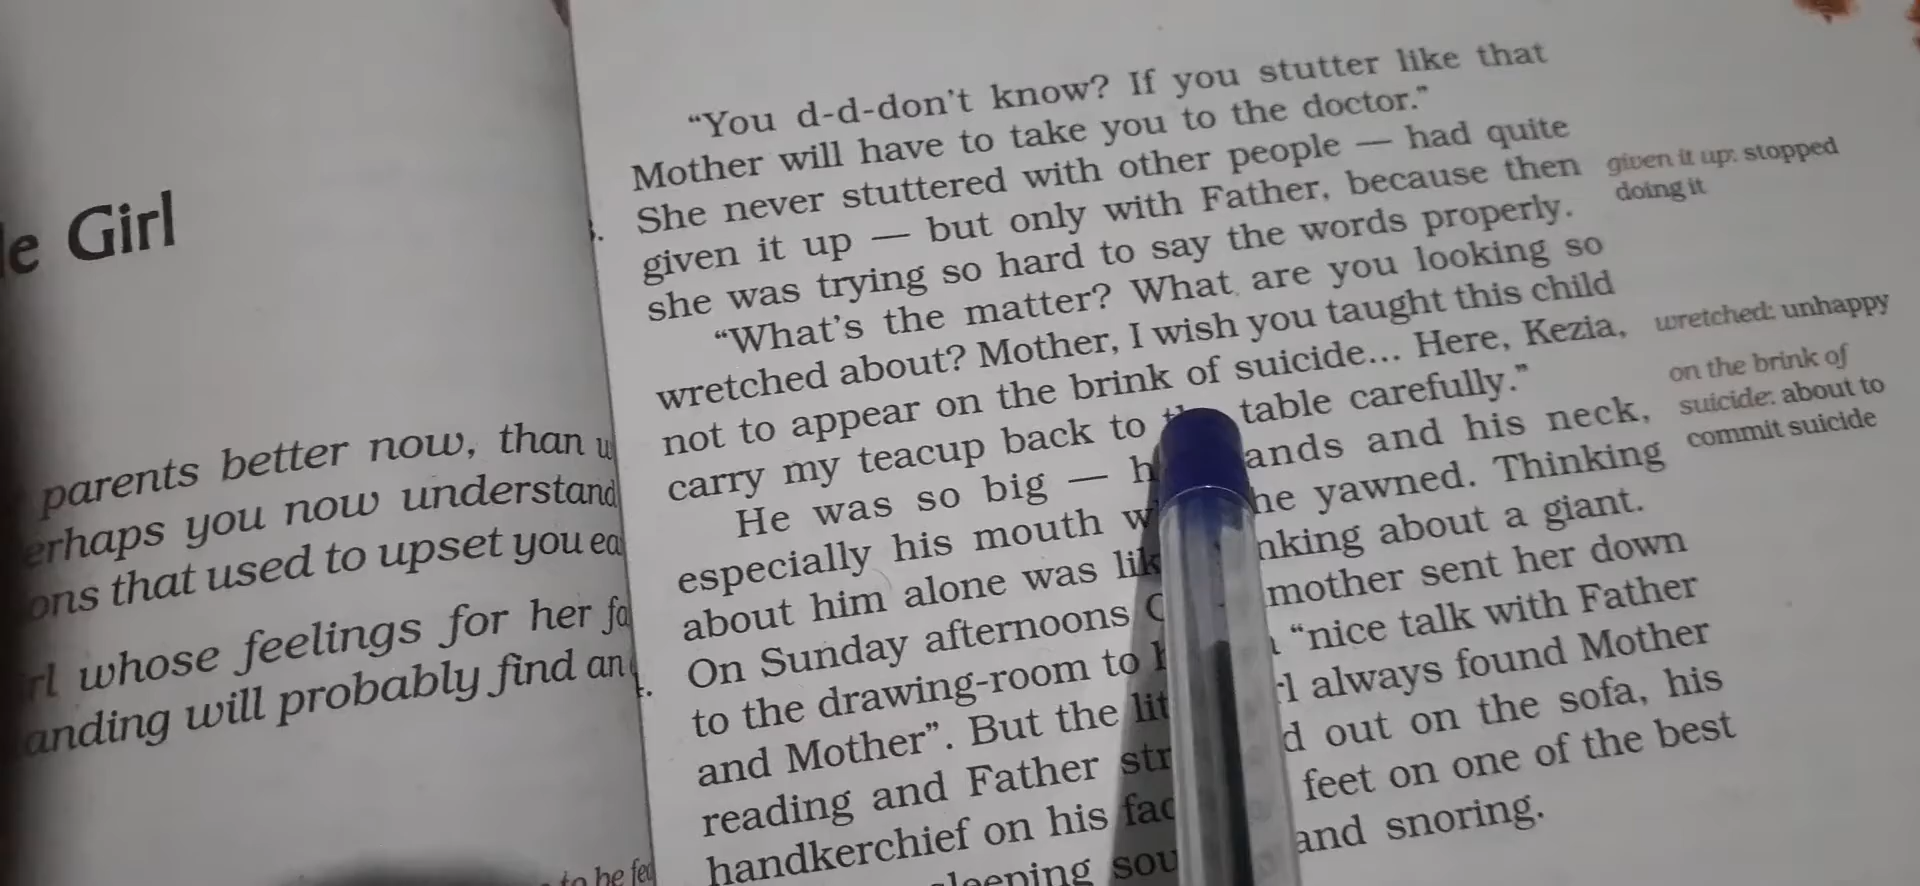 le Girl
parents better now, than
erhaps you now understand
ons that used to upset you
whose feelings for her
anding will probably find
to be
"You d-d-don't know? If you stutter like that
Mother will have to take you to the doctor."
She never stuttered with other people — had quite
given it up — but only with Father, because then
she was trying so hard to say the words properly.
"What's the matter? What are you looking so
wretched about? Mother, I wish you taught this child
not to appear on the brink of suicide... Here, Kezia,
carry my teacup back to table carefully."
He was so big — ands and his neck,
especially his mouth he yawned. Thinking
about him alone was nking about a giant.
On Sunday afternoons mother sent her down
to the drawing-room to "nice talk with Father
and Mother". But the always found Mother
reading and Father out on the sofa, his
handkerchief on his feet on one of the best
and snoring.
given it up: stopped
doing it
wretched: unhappy
on the brink of
suicide: about to
commit suicide